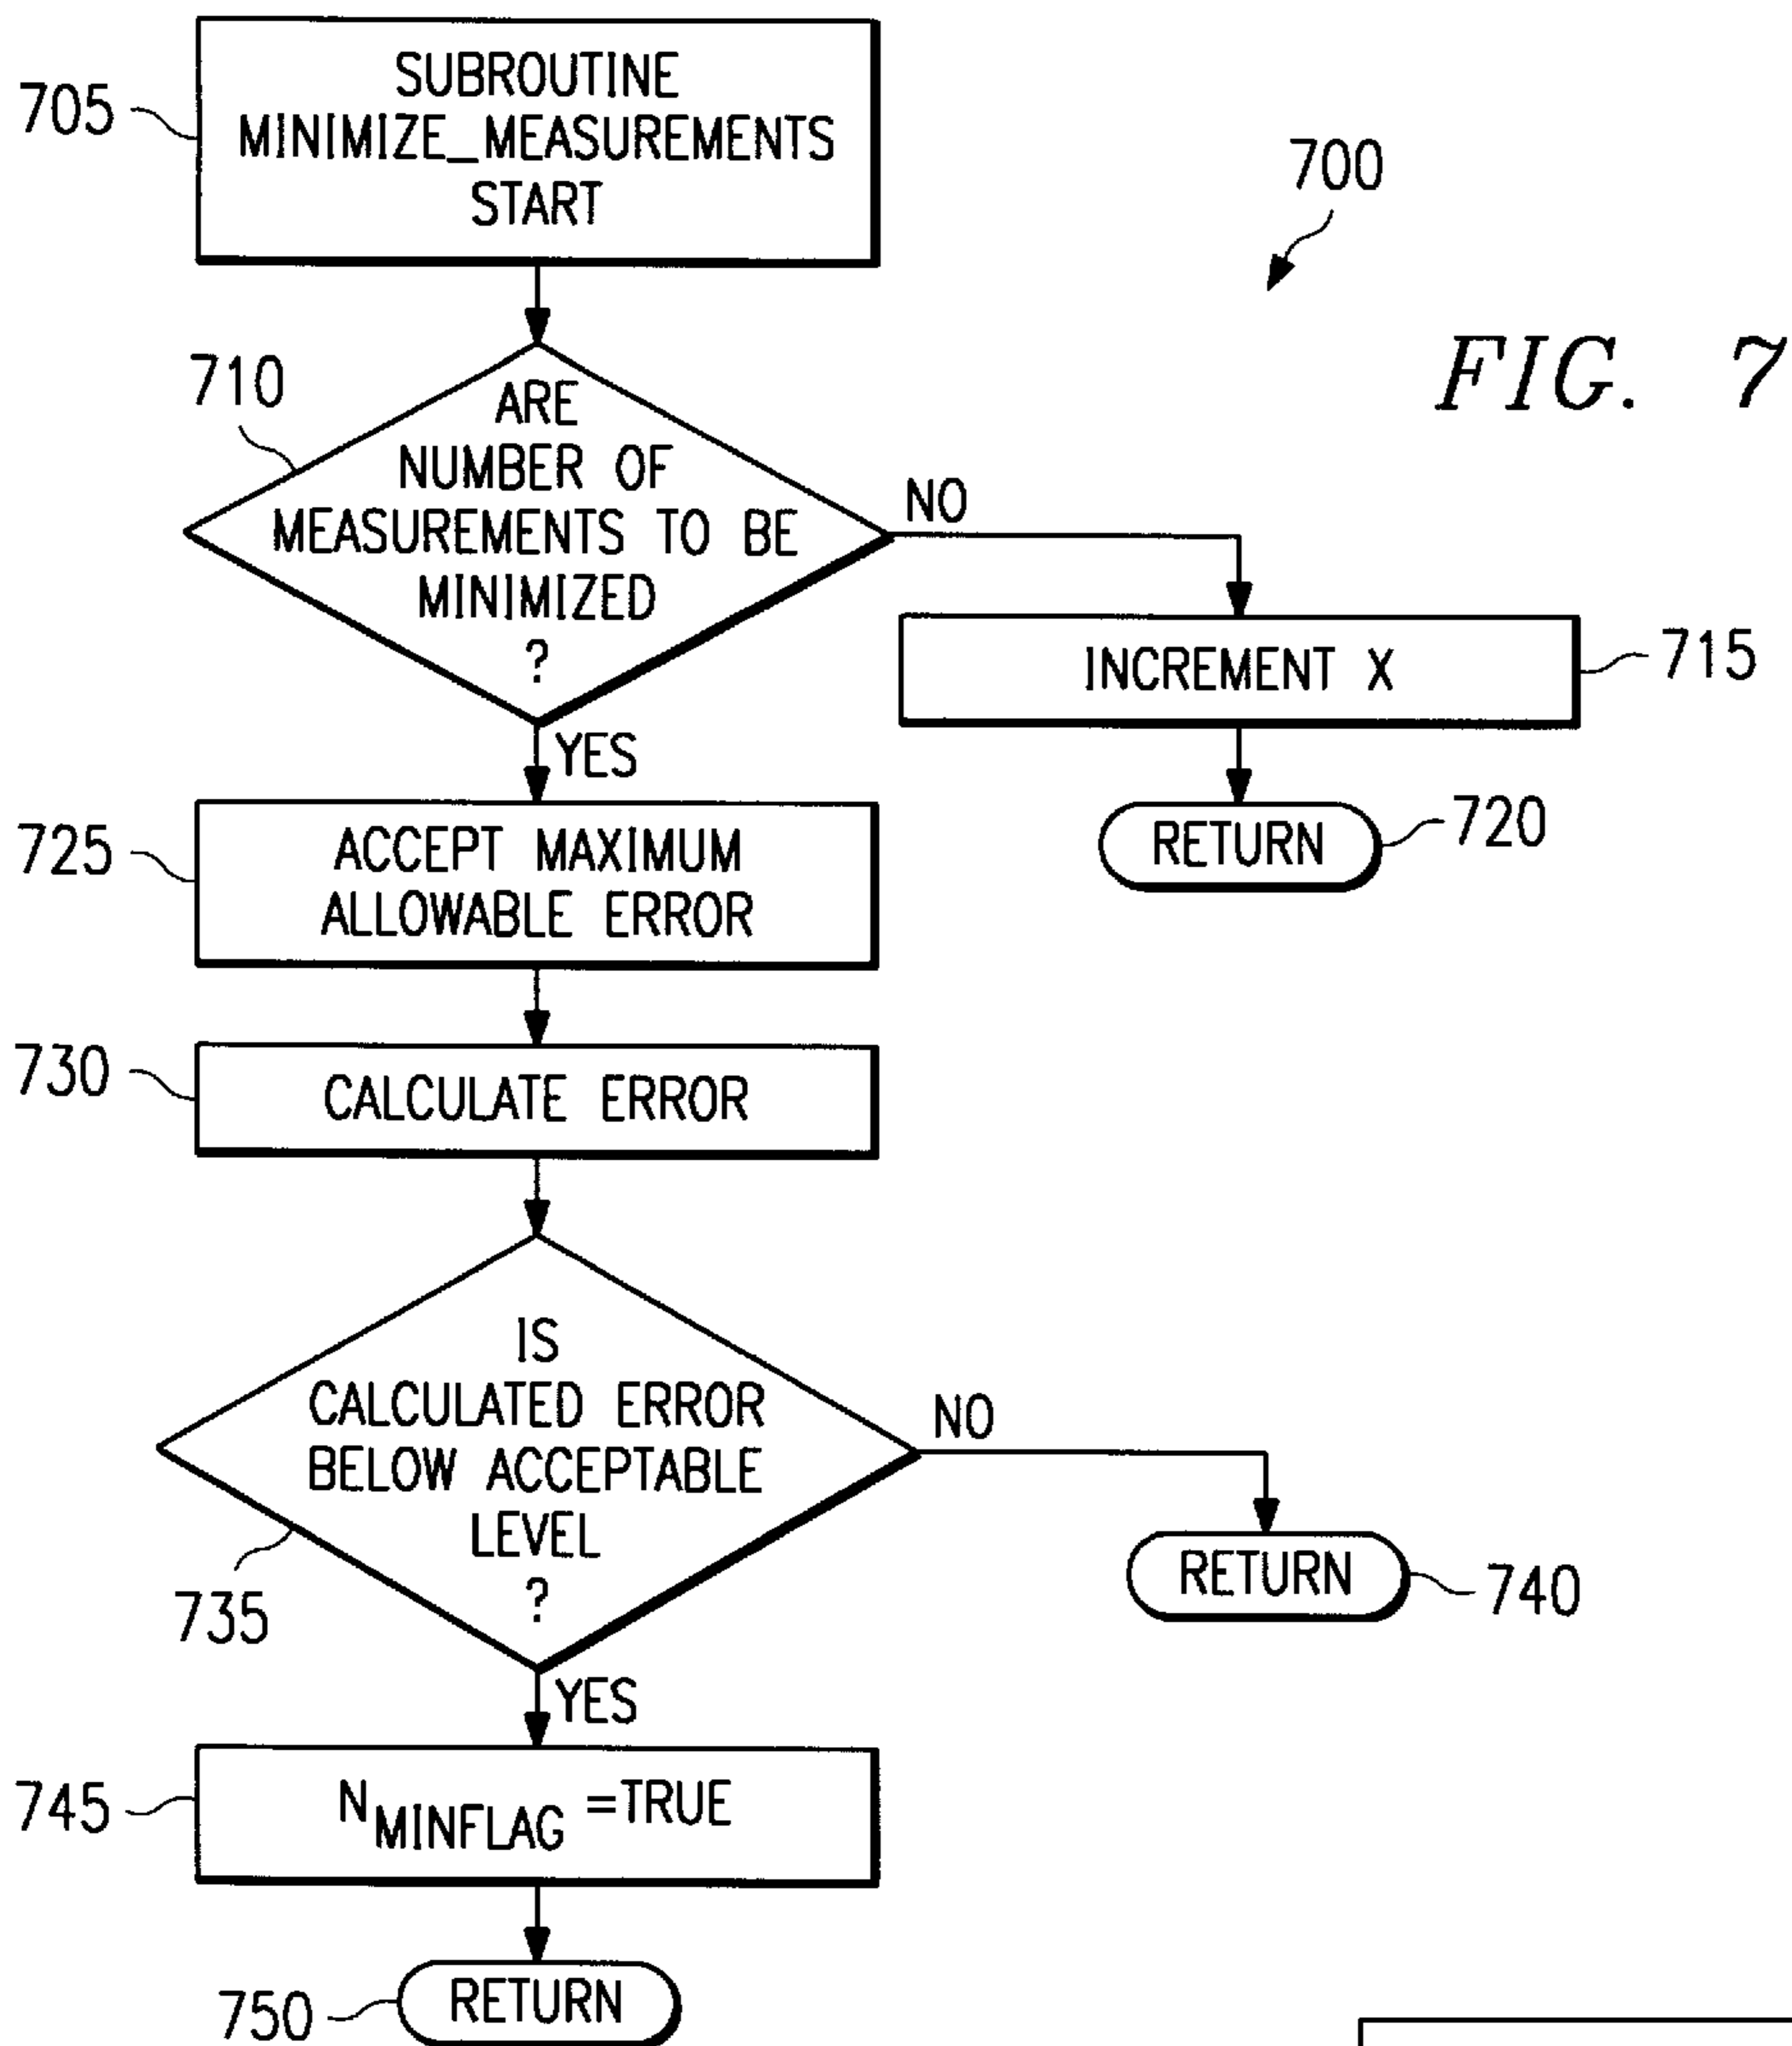 705
SUBROUTINE
MINIMIZE_MEASUREMENTS
START
700
FIG. 7
710
ARE
NUMBER OF
MEASUREMENTS TO BE
MINIMIZED
?
NO
INCREMENT X
715
YES
RETURN
720
725
ACCEPT MAXIMUM
ALLOWABLE ERROR
730
CALCULATE ERROR
IS
CALCULATED ERROR
BELOW ACCEPTABLE
LEVEL
?
NO
735
RETURN
740
YES
745
NMINFLAG =TRUE
750
RETURN